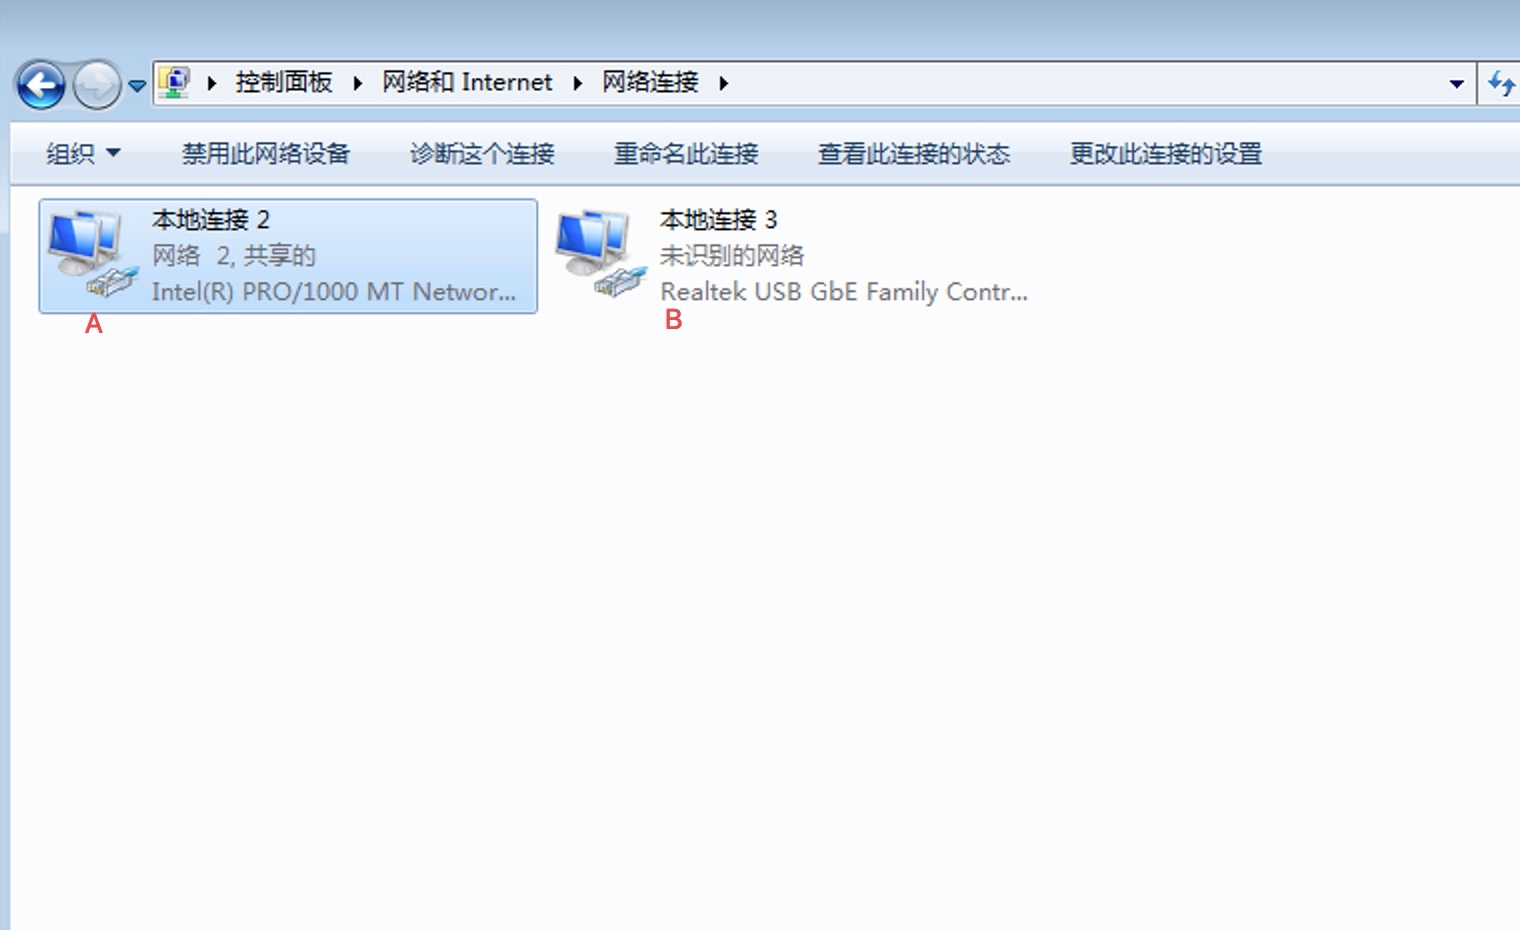 控制面板 网络和 Internet 网络连接
组织 禁用此网络设备 诊断这个连接 重命名此连接 查看此连接的状态 更改此连接的设置
本地连接 2
网络 2, 共享的
Intel(R) PRO/1000 MT Networ...
A
本地连接 3
未识别的网络
Realtek USB GbE Family Contr...
B